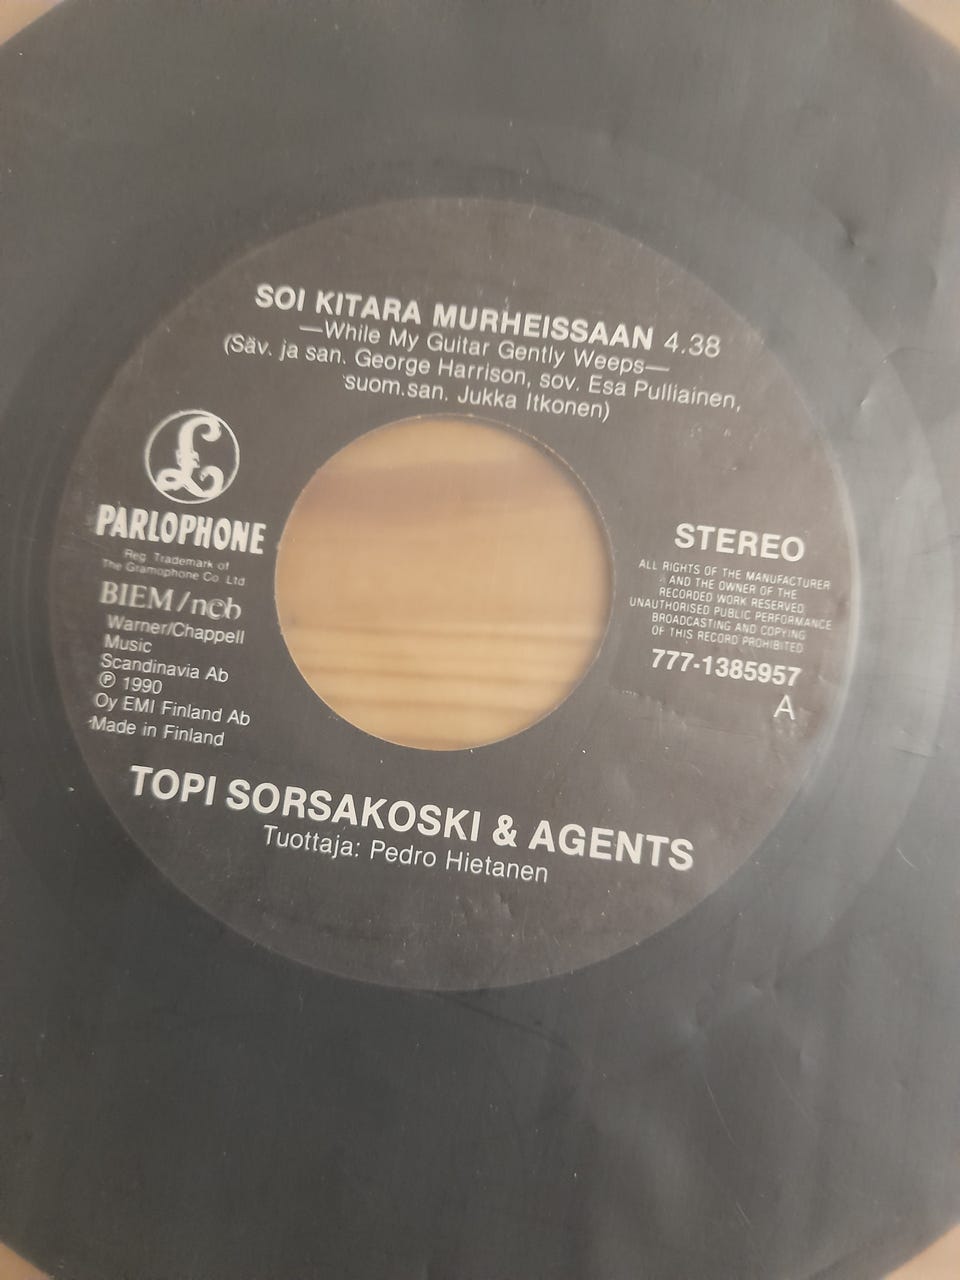 SOI KITARA MURHEISSAAN 4.38
—While My Guitar Gently Weeps—
(Säv. ja san. George Harrison, sov. Esa Pulliainen,
suom.san. Jukka Itkonen)
£
PARLOPHONE
Reg. Trademark of
The Gramophone Co. Ltd.
BIEM/ncb
Warner/Chappell
Music
Scandinavia Ab
Ⓟ 1990
Oy EMI Finland Ab
Made in Finland
STEREO
ALL RIGHTS OF THE MANUFACTURER
AND THE OWNER OF THE
RECORDED WORK RESERVED
UNAUTHORISED PUBLIC PERFORMANCE
BROADCASTING AND COPYING
OF THIS RECORD PROHIBITED
777-1385957
A
TOPI SORSAKOSKI & AGENTS
Tuottaja: Pedro Hietanen